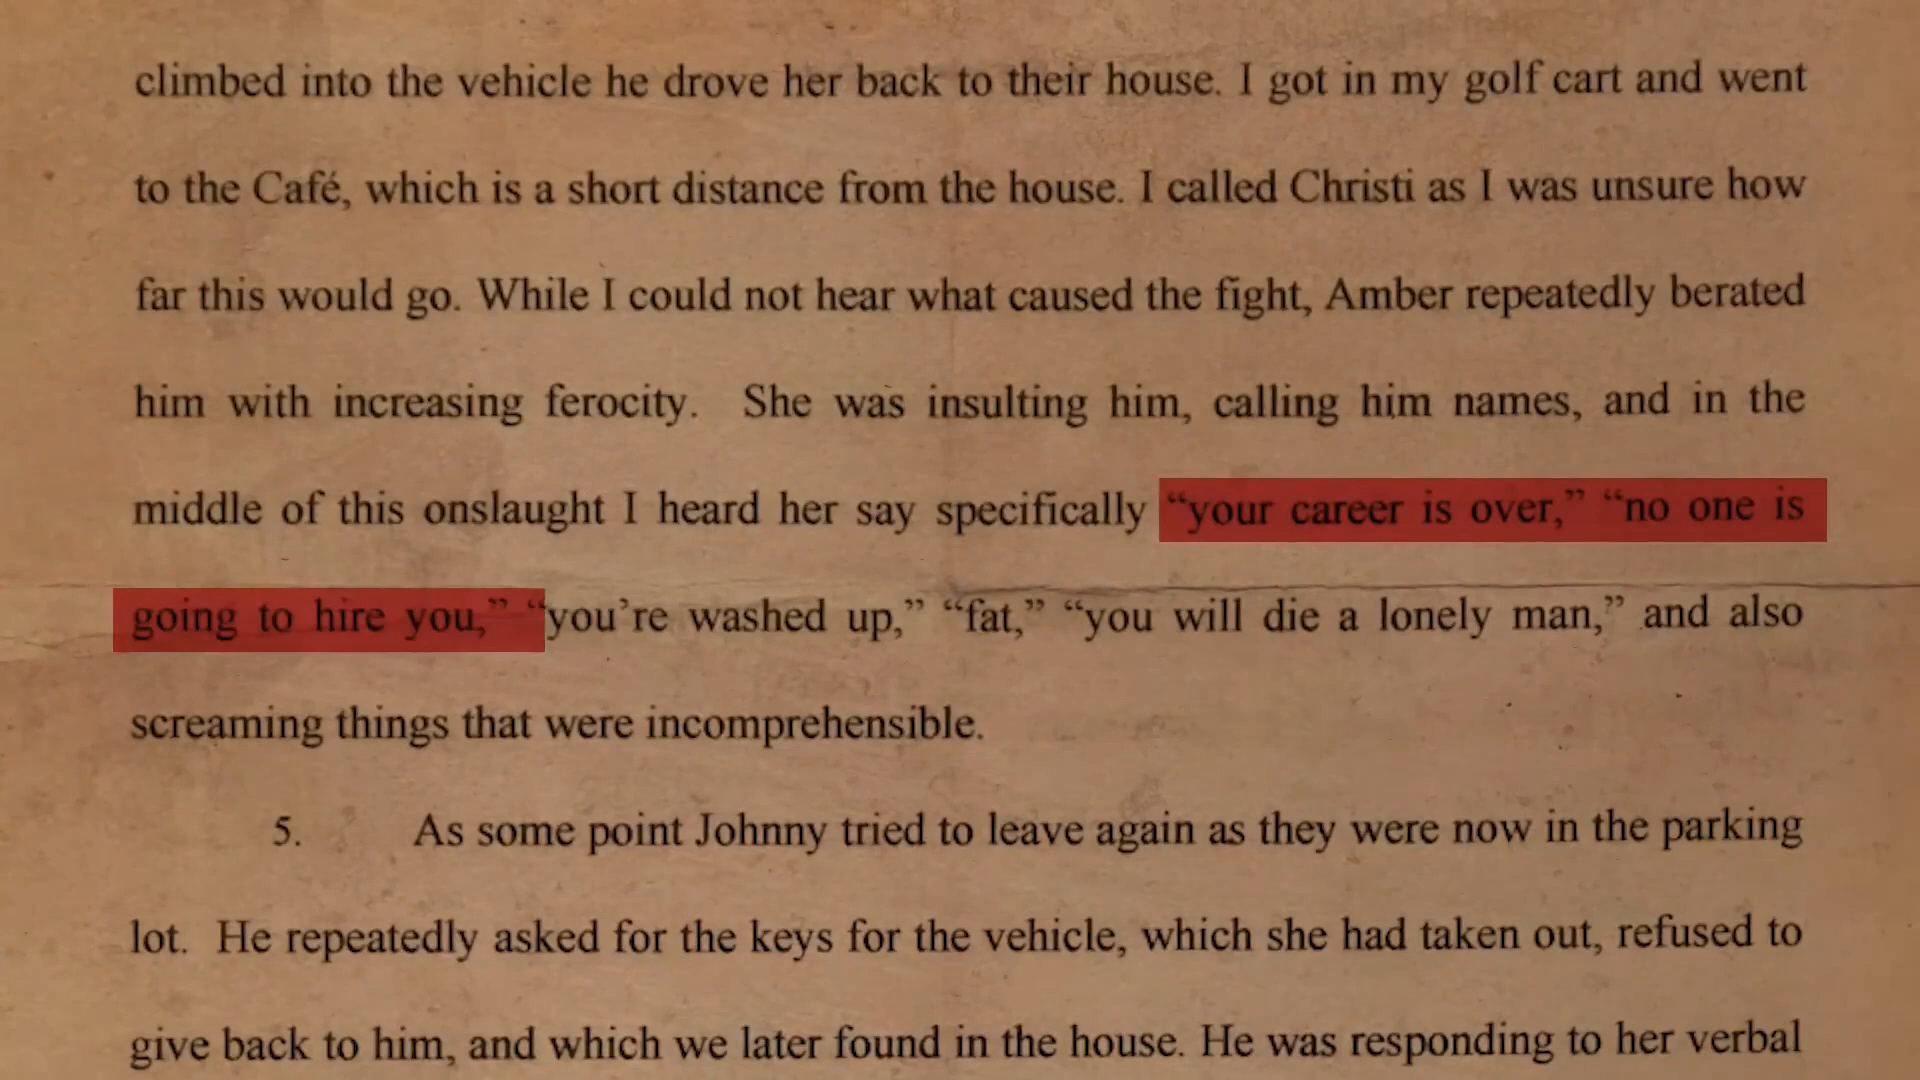 climbed into the vehicle he drove her back to their house. I got in my golf cart and went
to the Café, which is a short distance from the house. I called Christi as I was unsure how
far this would go. While I could not hear what caused the fight, Amber repeatedly berated
him with increasing ferocity. She was insulting him, calling him names, and in the
middle of this onslaught I heard her say specifically “your career is over,” “no one is
going to hire you,” “you’re washed up,” “fat,” “you will die a lonely man,” and also
screaming things that were incomprehensible.
5. As some point Johnny tried to leave again as they were now in the parking
lot. He repeatedly asked for the keys for the vehicle, which she had taken out, refused to
give back to him, and which we later found in the house. He was responding to her verbal